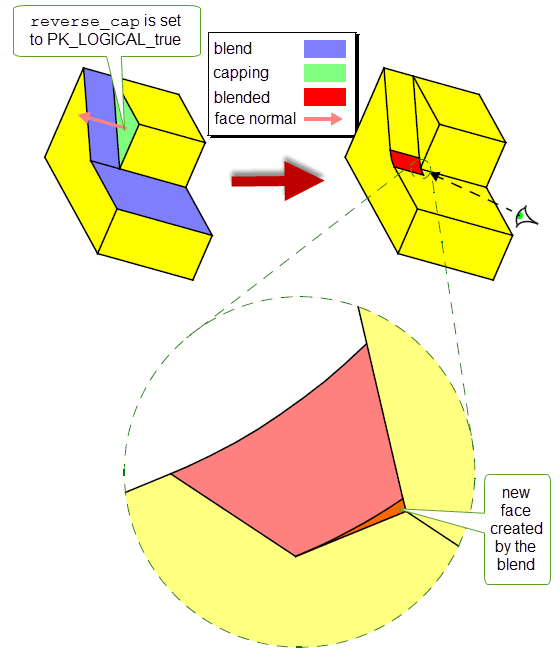 reverse_cap is set
to PK_LOGICAL_true
blend
capping
blended
face normal
new
face
created
by the
blend